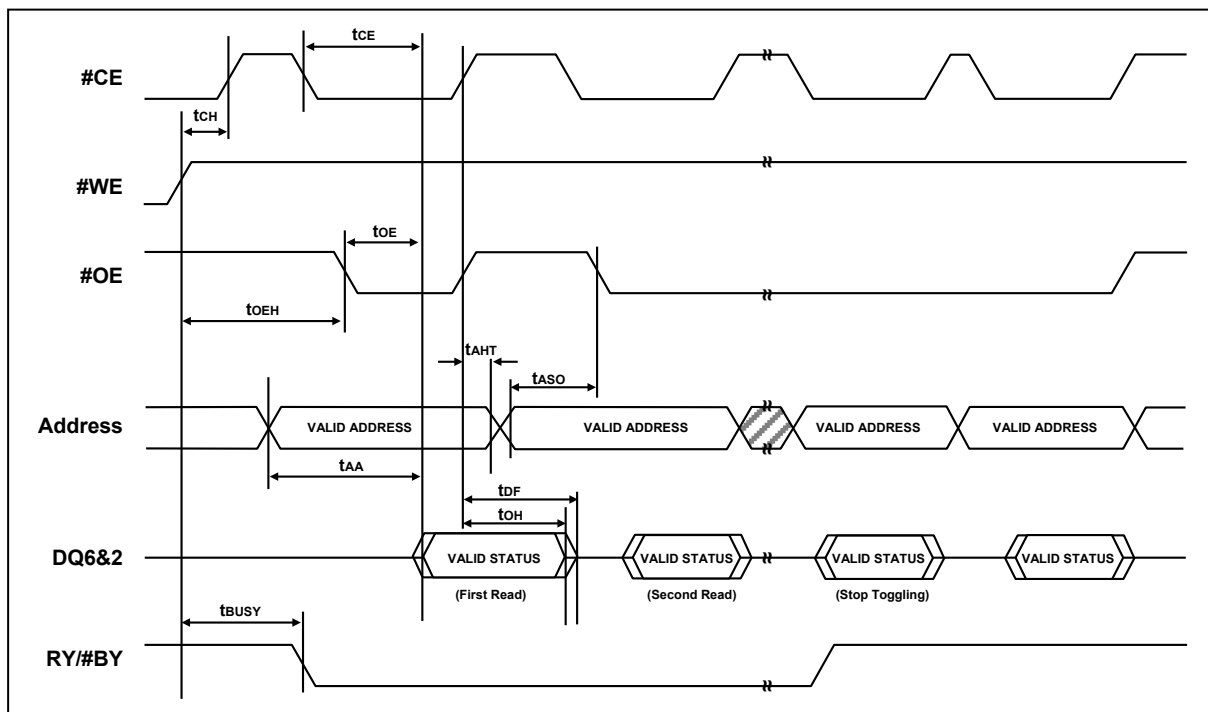 tCE
#CE
tCH
#WE
tOE
#OE
tOEH
tAHT
tASO
Address
VALID ADDRESS
VALID ADDRESS
VALID ADDRESS
VALID ADDRESS
tAA
tDF
tOH
DQ6&2
VALID STATUS
VALID STATUS
VALID STATUS
VALID STATUS
(First Read)
(Second Read)
(Stop Toggling)
tBUSY
RY/#BY